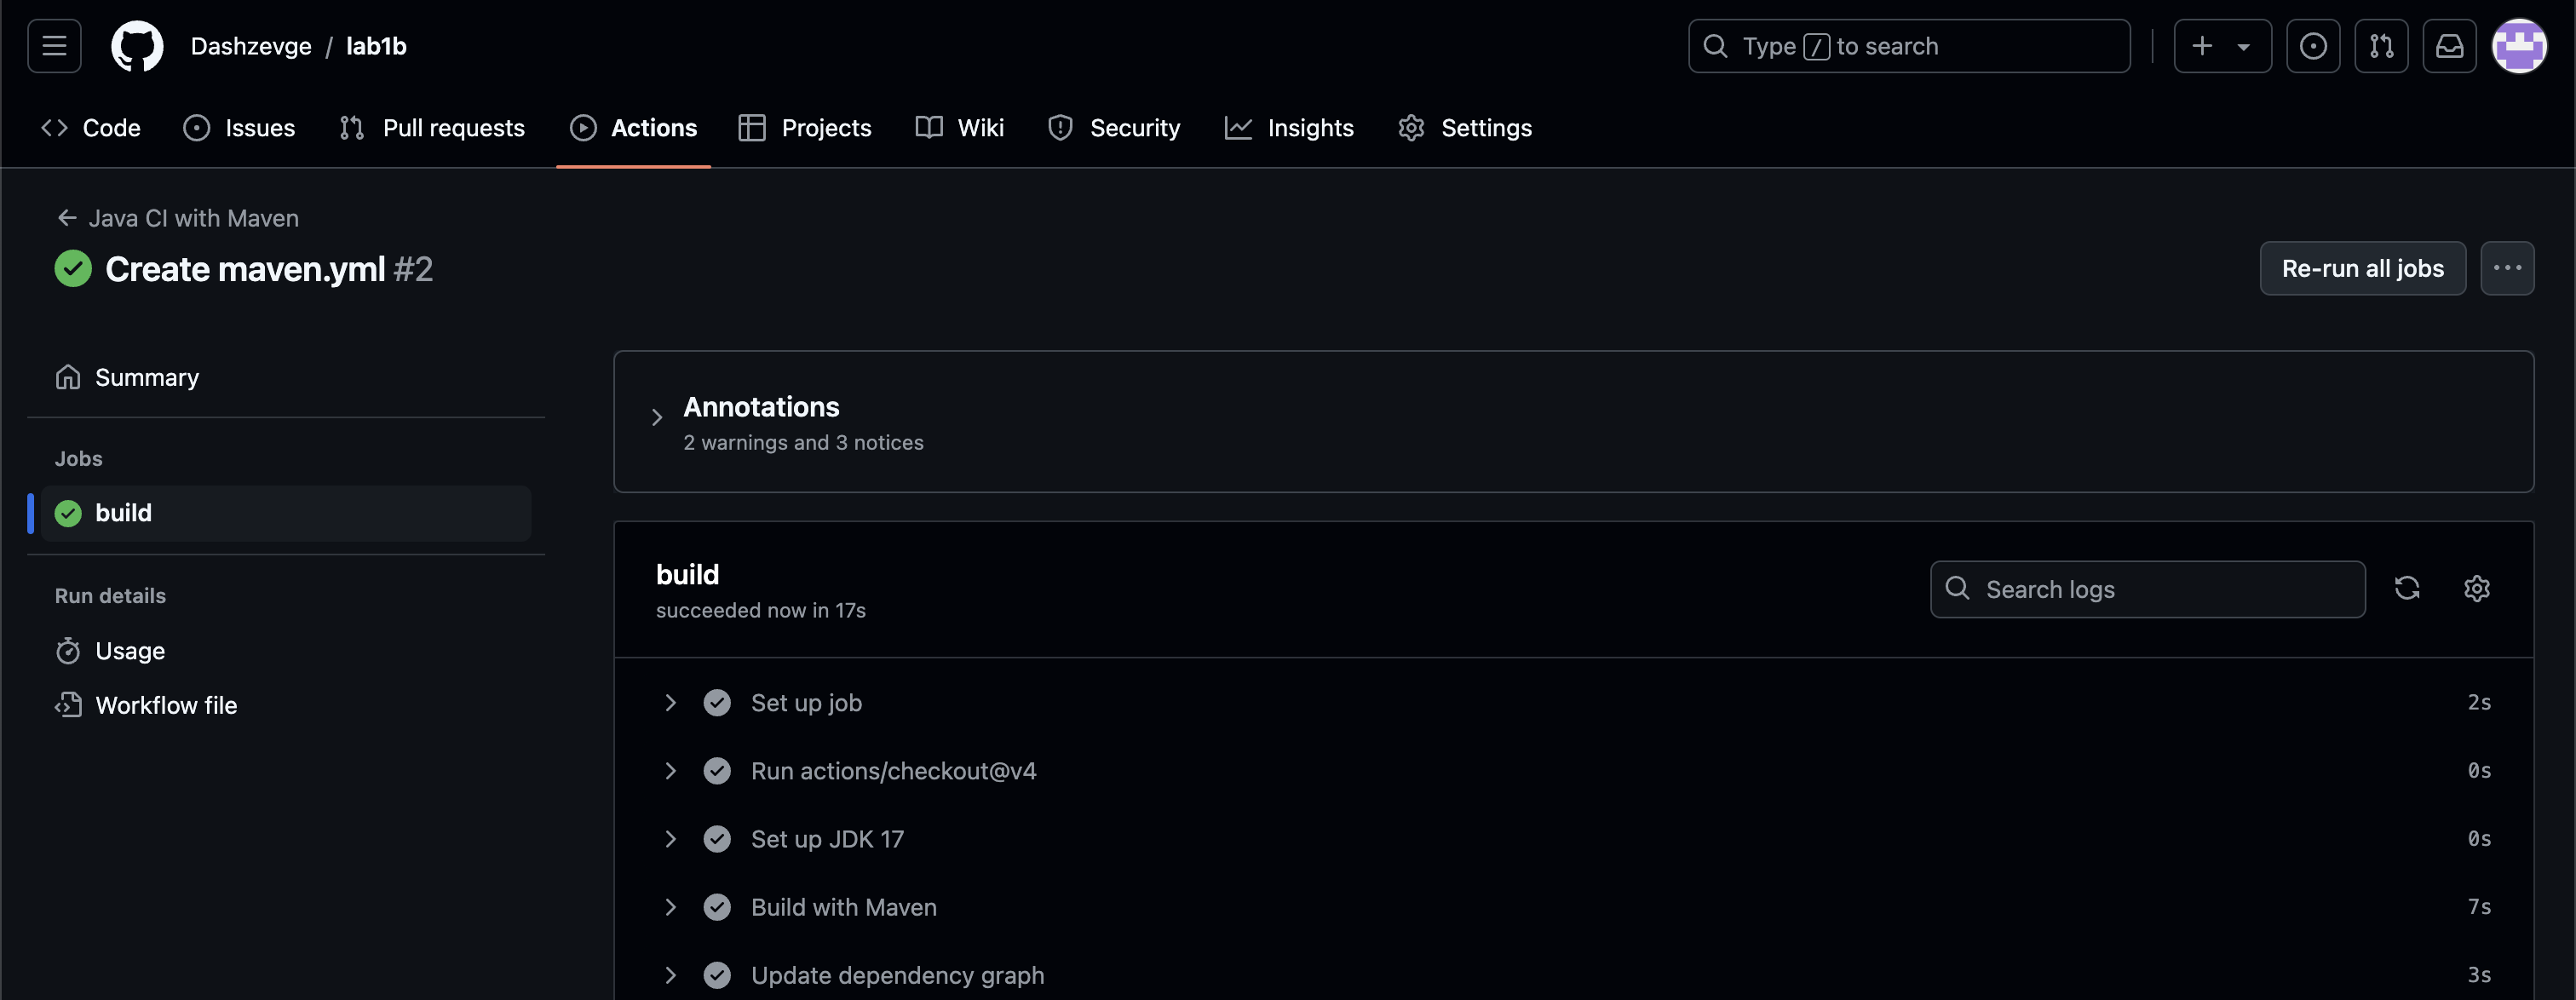 Dashzevge / lab1b
Type / to search
Code Issues Pull requests Actions Projects Wiki Security Insights Settings
Java CI with Maven
Create maven.yml #2
Re-run all jobs
Summary
Jobs
build
Run details
Usage
Workflow file
Annotations
2 warnings and 3 notices
build
succeeded now in 17s
Search logs
Set up job 2s
Run actions/checkout@v4 0s
Set up JDK 17 0s
Build with Maven 7s
Update dependency graph 3s